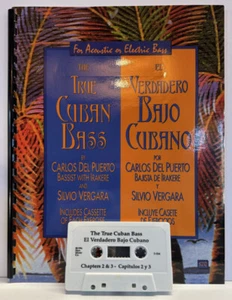 For Acoustic or Electric Bass
THE
TRUE
CUBAN
BASS
BY
CARLOS DEL PUERTO
BASSIST WITH IRAKERE
AND
SILVIO VERGARA
INCLUDES CASSETTE
EL
VERDADERO
BAJO
CUBANO
POR
CARLOS DEL PUERTO
BAJISTA DE IRAKERE
Y
SILVIO VERGARA
INCLUYE CASETE
The True Cuban Bass
El Verdadero Bajo Cubano
Chapters 2 & 3 - Capitulos 2 y 3